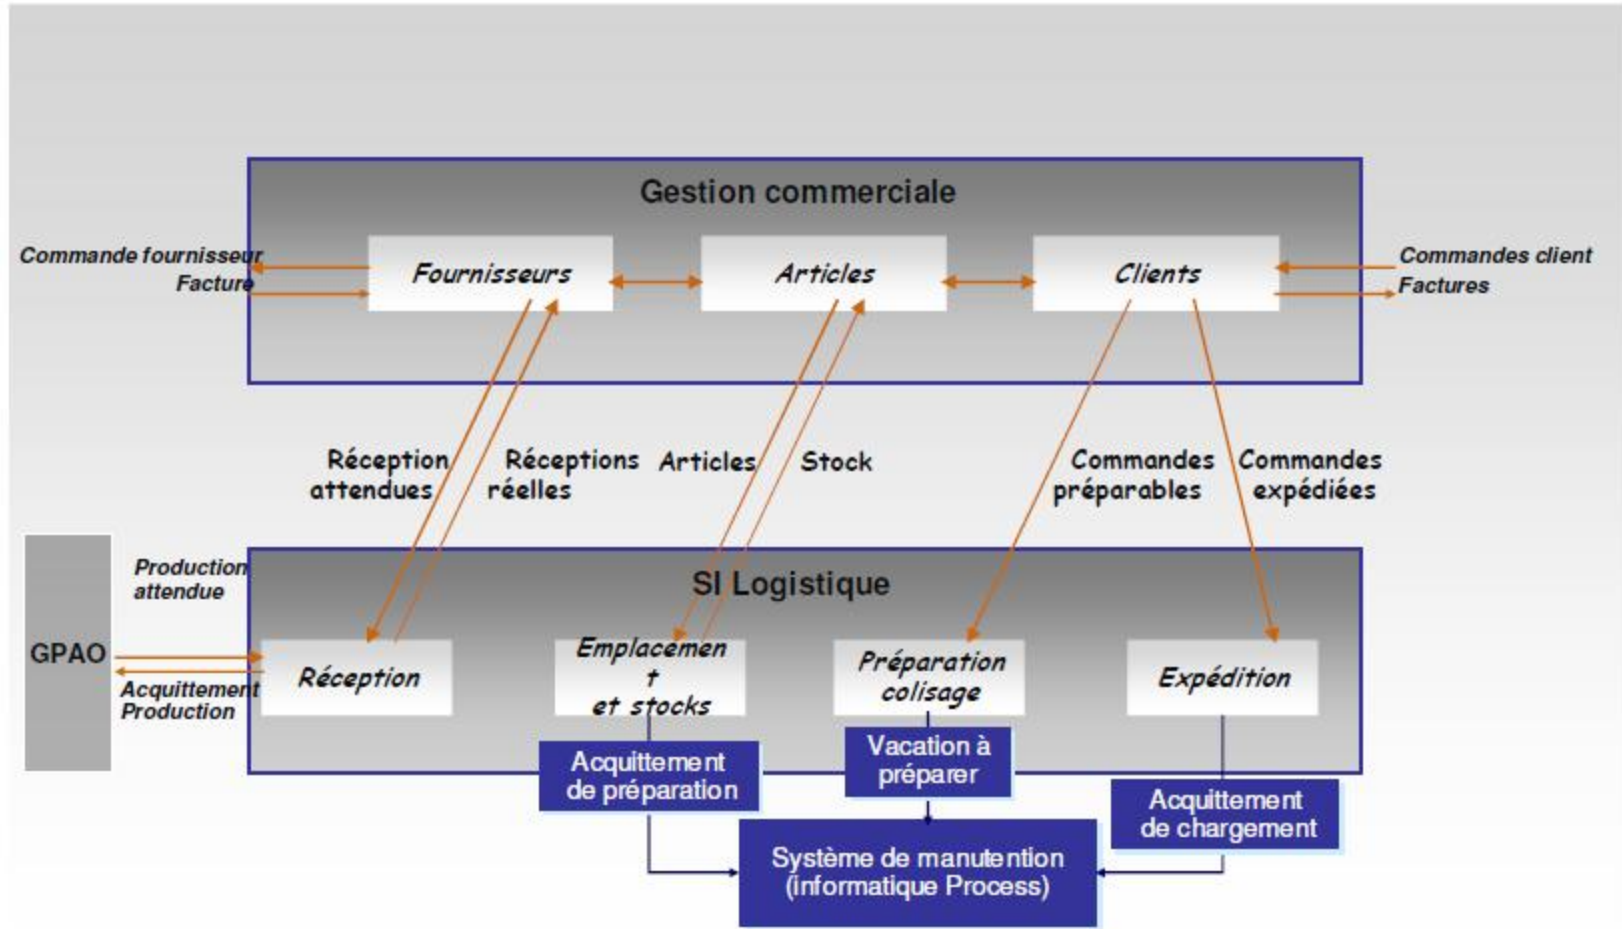 Gestion commerciale
Commande fournisseur
Facture
Fournisseurs
Articles
Clients
Commandes client
Factures
Réception
attendues
Réceptions
réelles
Articles
Stock
Commandes
préparables
Commandes
expédiées
GPAO
Production
attendue
Acquittement
Production
SI Logistique
Réception
Emplacemen
t
et stocks
Préparation
colisage
Expédition
Acquittement
de préparation
Vacation à
préparer
Acquittement
de chargement
Système de manutention
(informatique Process)